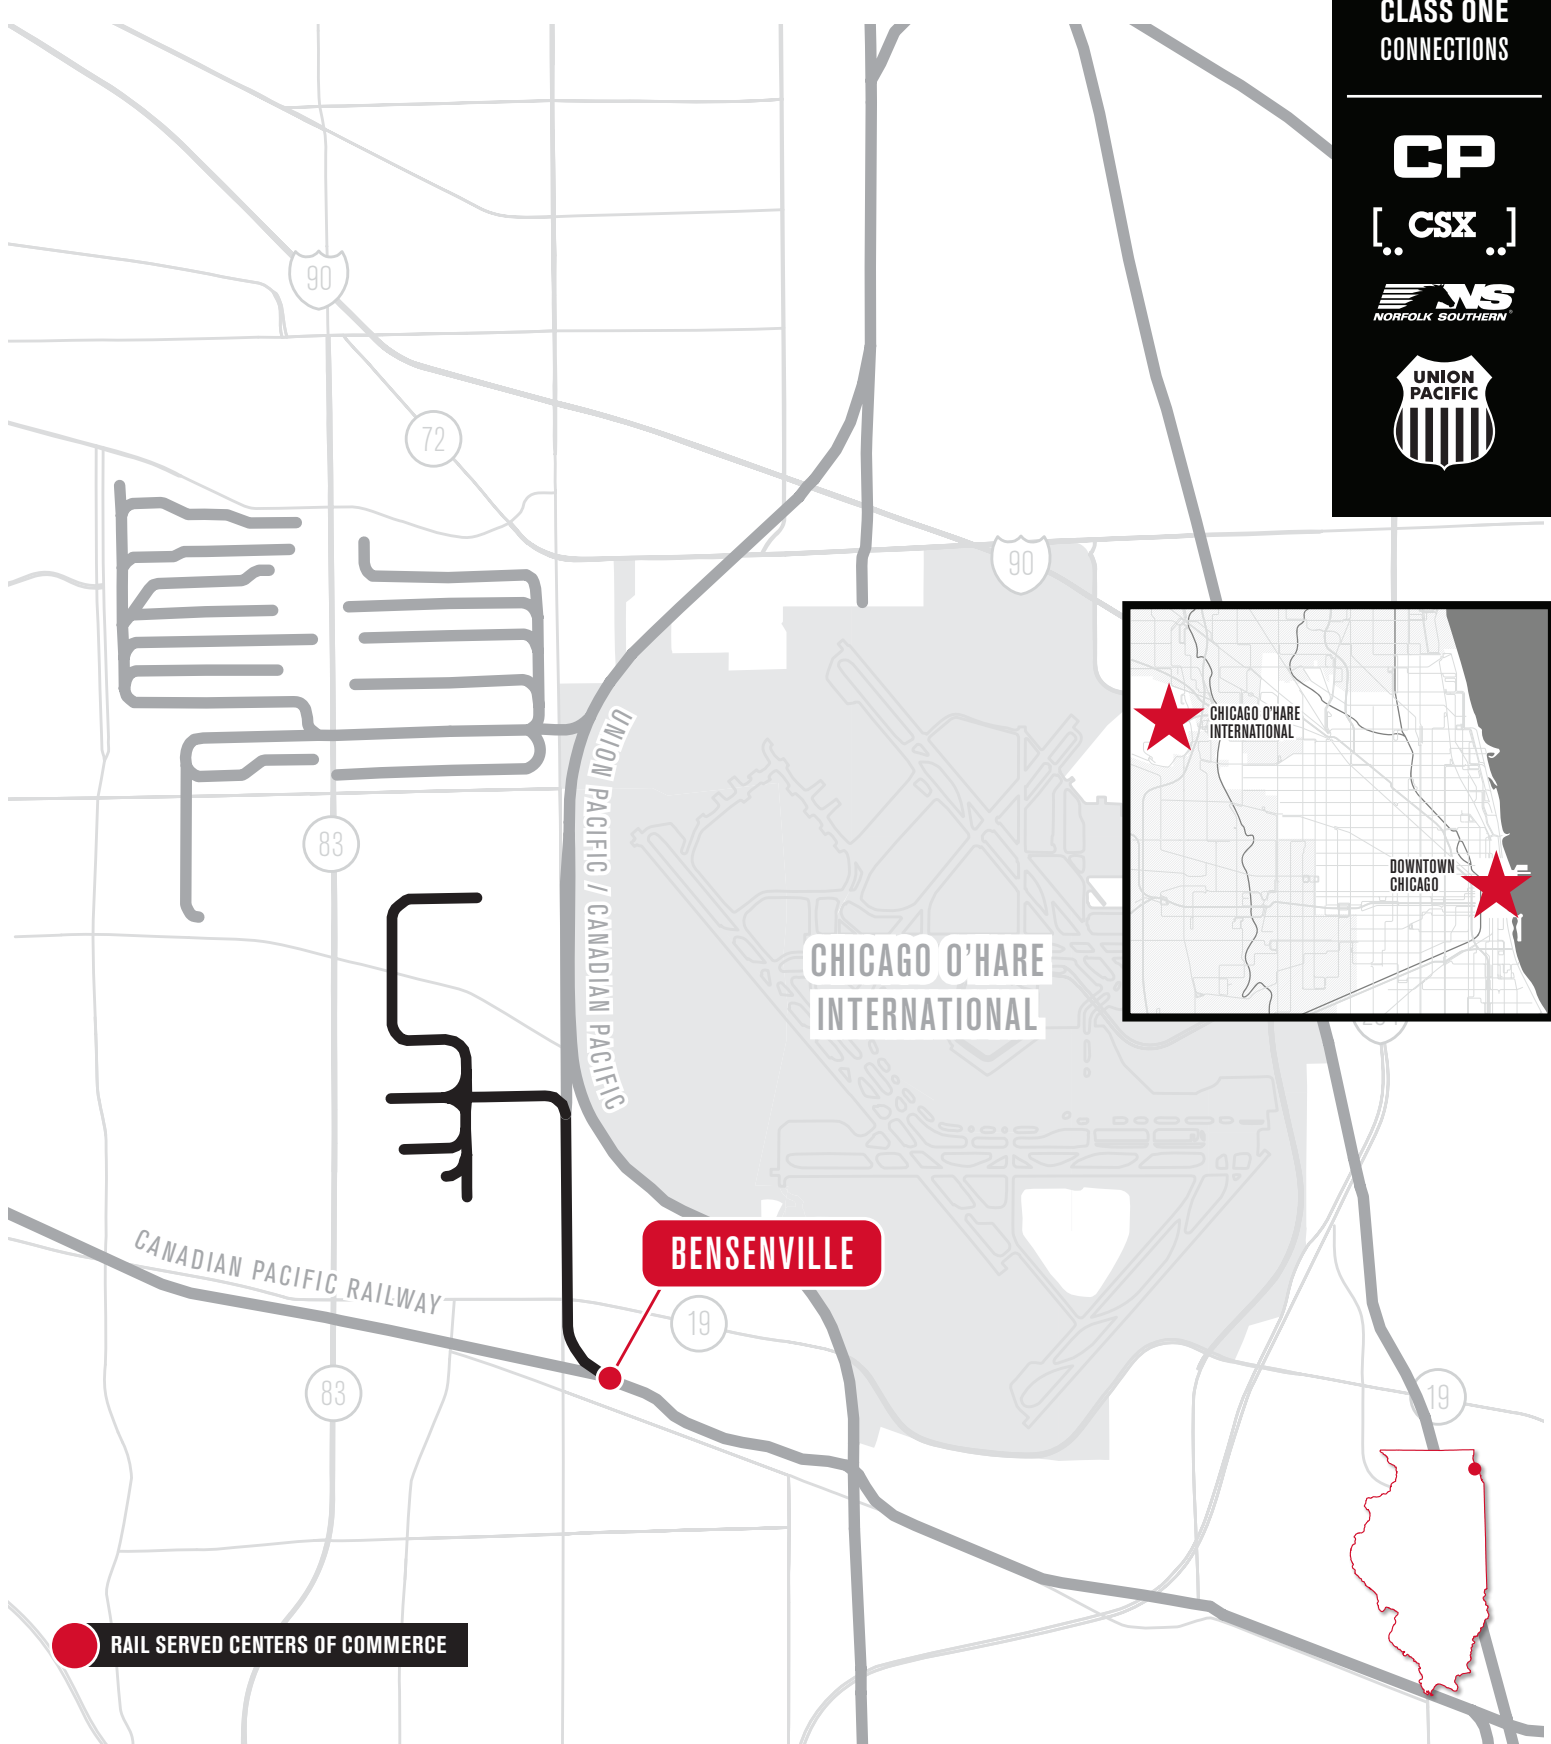 CLASS ONE
CONNECTIONS
CP
CSX
NS
NORFOLK SOUTHERN
UNION
PACIFIC
90
72
90
CHICAGO O'HARE
INTERNATIONAL
DOWNTOWN
CHICAGO
83
UNION PACIFIC / CANADIAN PACIFIC
CHICAGO O'HARE
INTERNATIONAL
BENSENVILLE
CANADIAN PACIFIC RAILWAY
19
83
19
RAIL SERVED CENTERS OF COMMERCE